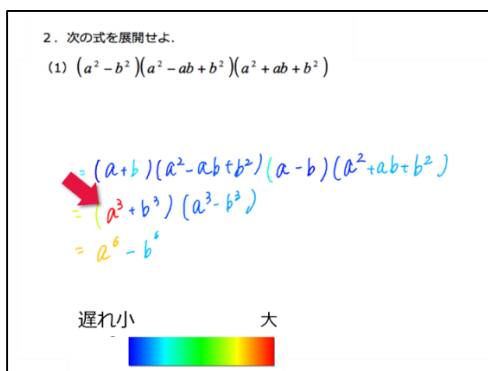 2．次の式を展開せよ.
(1) (a² − b²)(a² − ab + b²)(a² + ab + b²)
= (a+b)(a²-ab+b²)(a-b)(a²+ab+b²)
= (a³+b³)(a³-b³)
= a⁶-b⁶
遅れ小 大